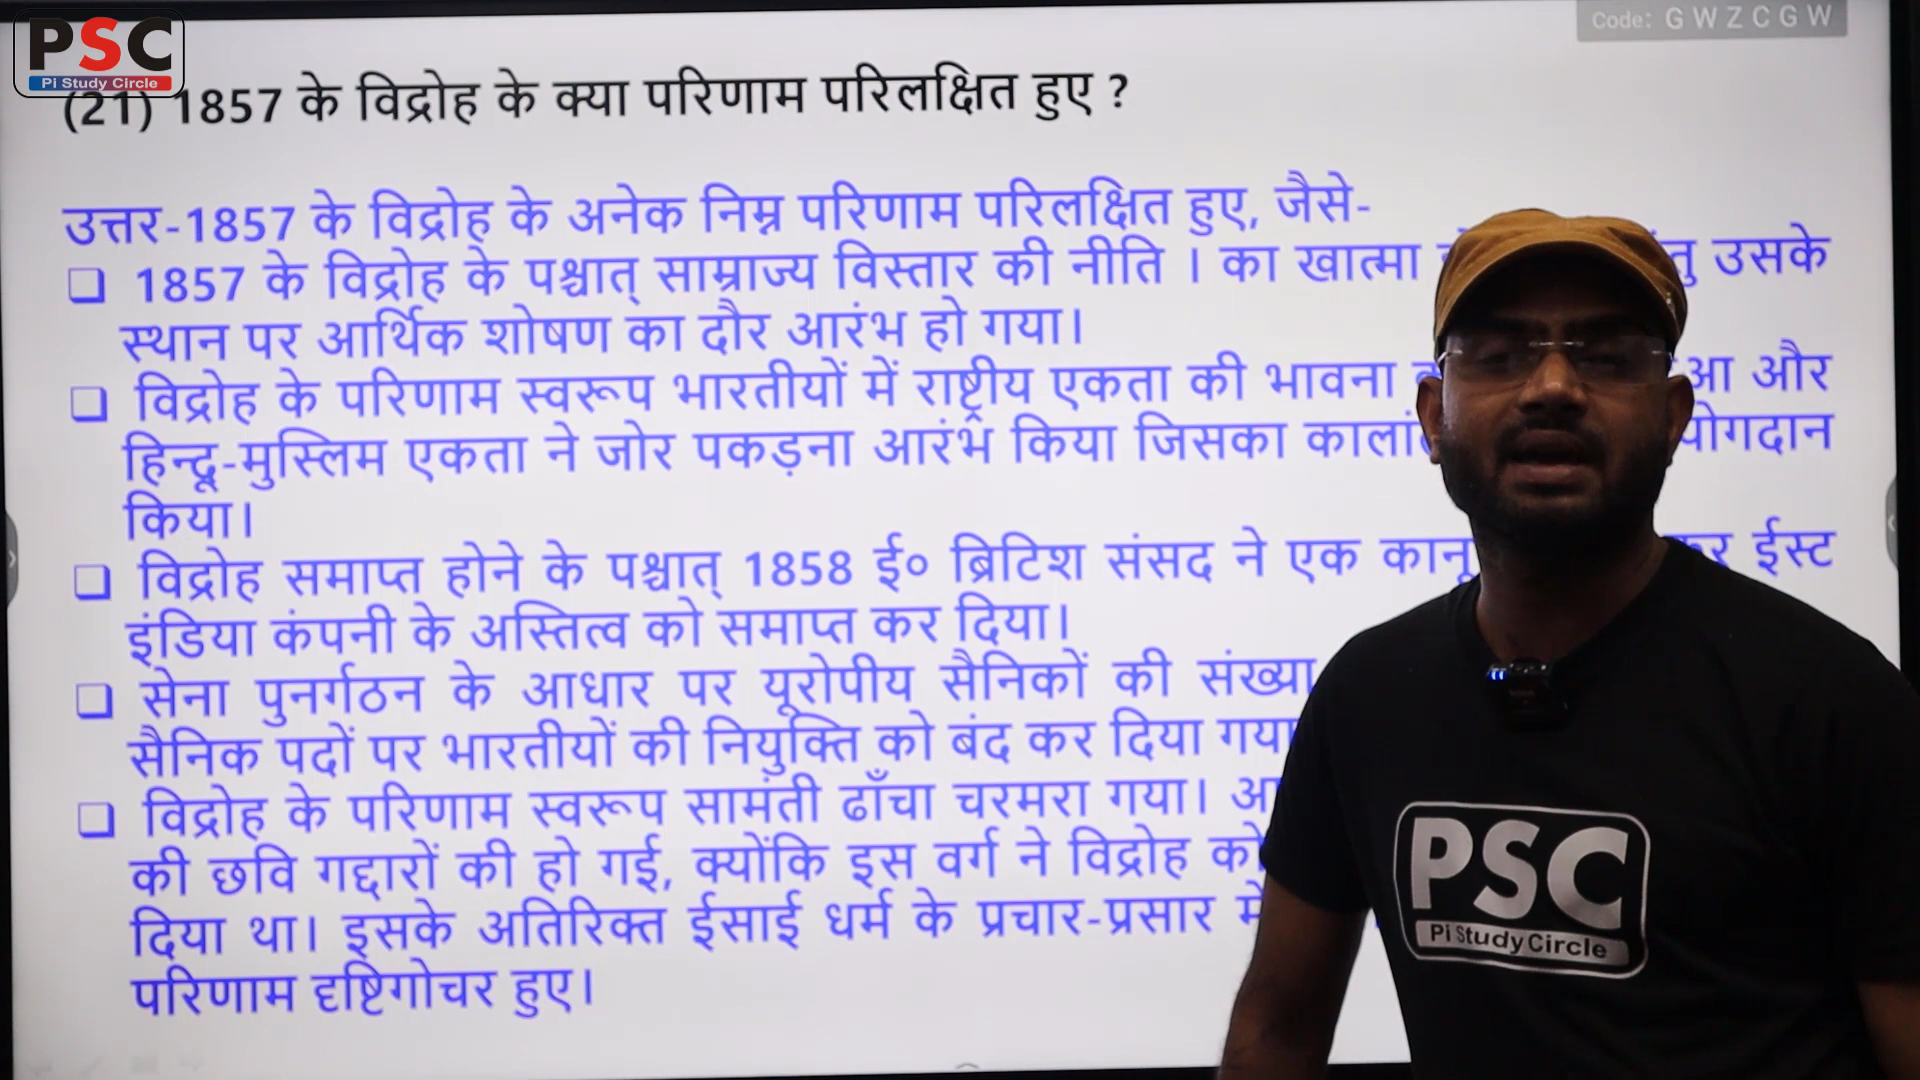 PSC
Pi Study Circle
Code: G W Z C G W
(21) 1857 के विद्रोह के क्या परिणाम परिलक्षित हुए ?
उत्तर-1857 के विद्रोह के अनेक निम्न परिणाम परिलक्षित हुए, जैसे-
❑ 1857 के विद्रोह के पश्चात् साम्राज्य विस्तार की नीति । का खात्मा उसके
स्थान पर आर्थिक शोषण का दौर आरंभ हो गया।
❑ विद्रोह के परिणाम स्वरूप भारतीयों में राष्ट्रीय एकता की भावना और
हिन्दू-मुस्लिम एकता ने जोर पकड़ना आरंभ किया जिसका योगदान
किया।
❑ विद्रोह समाप्त होने के पश्चात् 1858 ई० ब्रिटिश संसद ने एक ईस्ट
इंडिया कंपनी के अस्तित्व को समाप्त कर दिया।
❑ सेना पुनर्गठन के आधार पर यूरोपीय सैनिकों की संख्या
सैनिक पदों पर भारतीयों की नियुक्ति को बंद कर दिया गया
❑ विद्रोह के परिणाम स्वरूप सामंती ढाँचा चरमरा गया।
की छवि गद्दारों की हो गई, क्योंकि इस वर्ग ने विद्रोह को
दिया था। इसके अतिरिक्त ईसाई धर्म के प्रचार-प्रसार में
परिणाम दृष्टिगोचर हुए।
PSC
Pi Study Circle